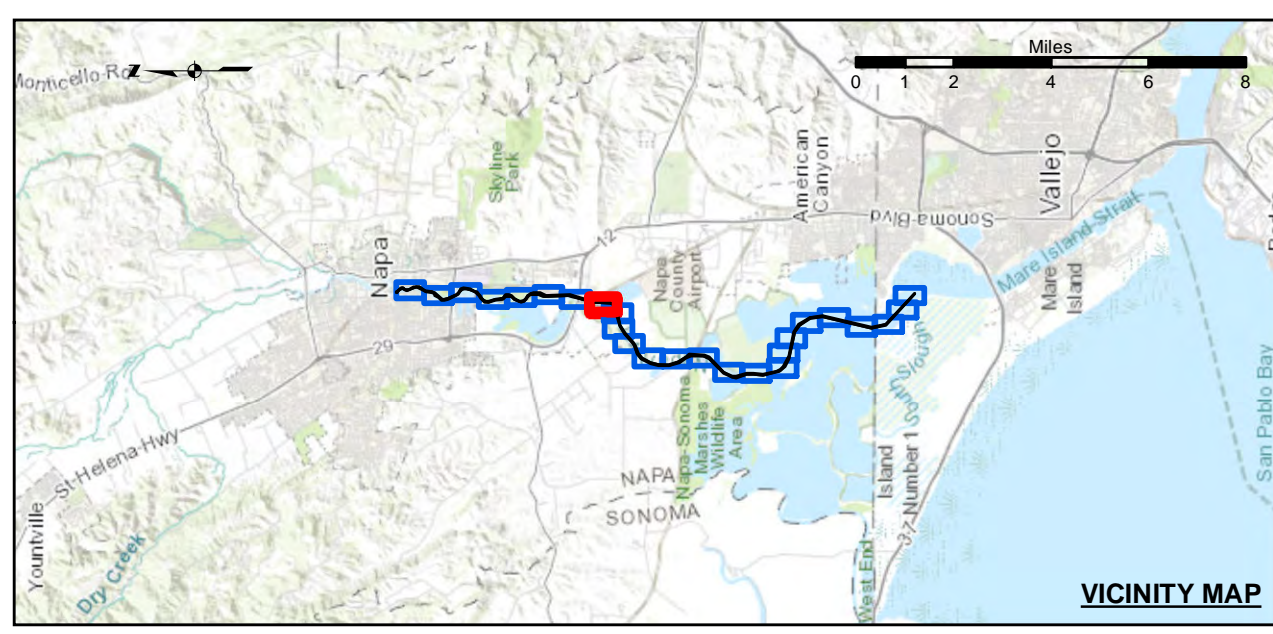 Monticello Rd
Z
Miles
0 1 2 4 6 8
Skyline
Park
American
Canyon
Vallejo
Sonoma-Blvd
12
Napa
Napa
County
Airport
Mare Island-Strait
Mare
Island
29
South Slough
St-Helena-Hwy
Napa-Sonoma
Marshes
Wildlife
Area
NAPA
SONOMA
Island
Number 1
37
San Pablo Bay
Yountville
Dry Creek
West End
VICINITY MAP